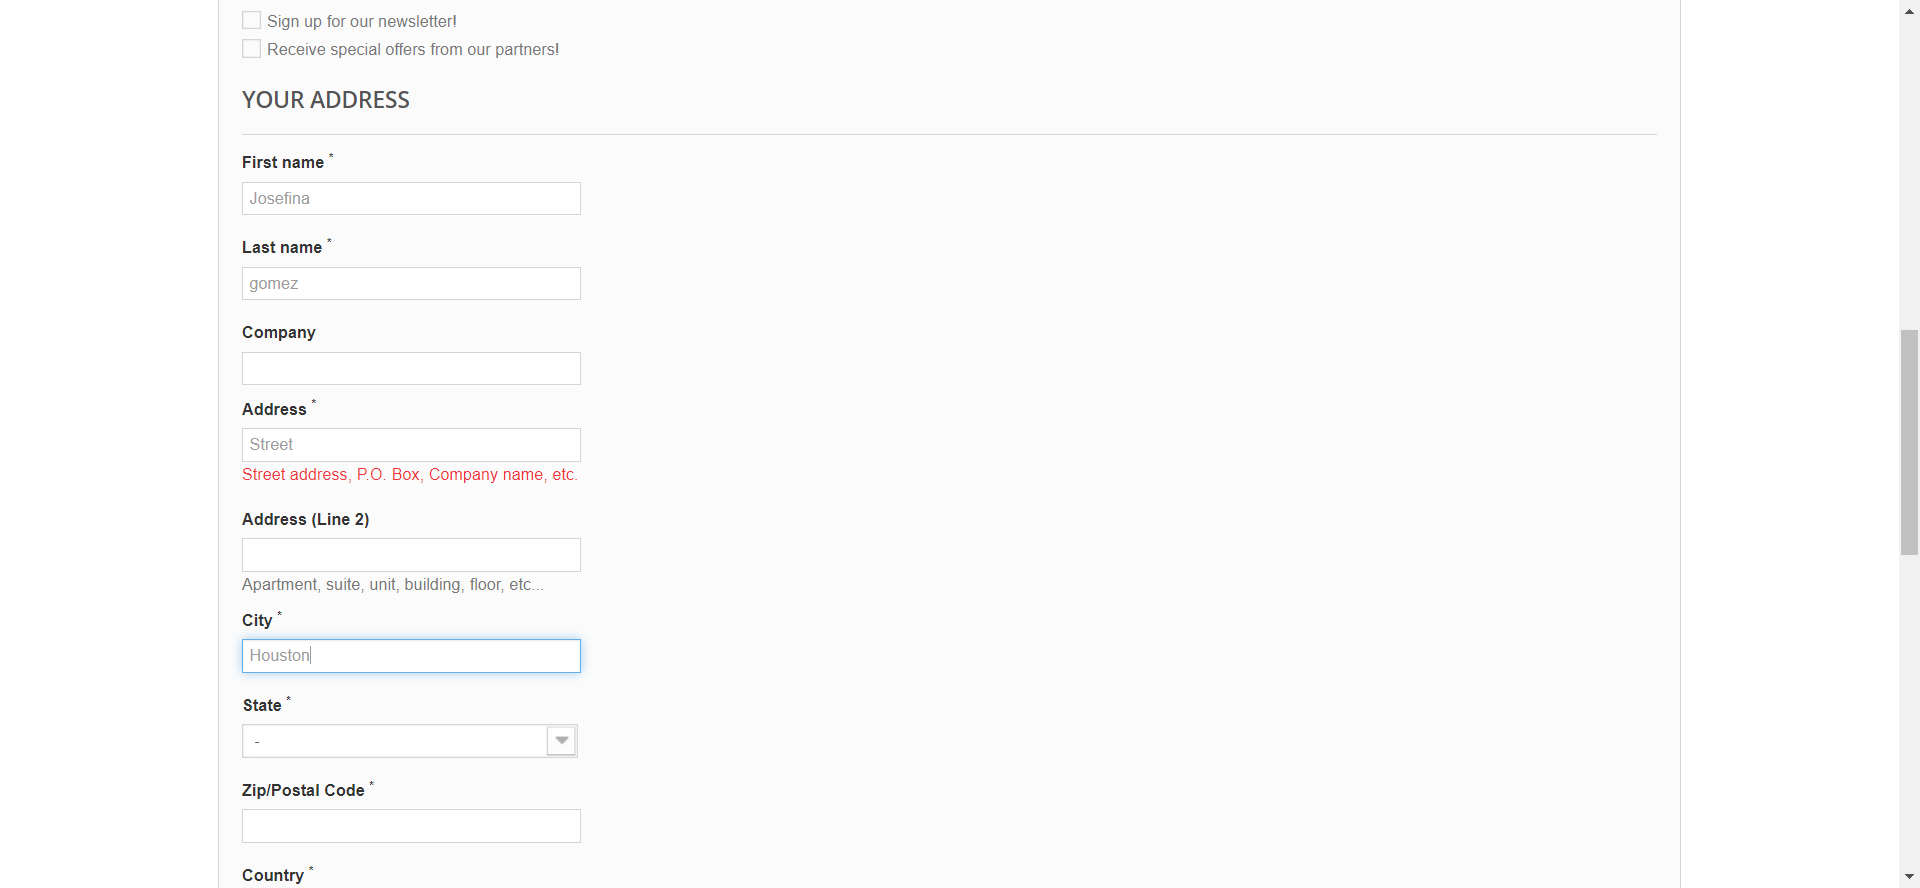 Sign up for our newsletter!
Receive special offers from our partners!
YOUR ADDRESS
First name *
Josefina
Last name *
gomez
Company
Address *
Street
Street address, P.O. Box, Company name, etc.
Address (Line 2)
Apartment, suite, unit, building, floor, etc...
City *
Houston
State *
-
Zip/Postal Code *
Country *